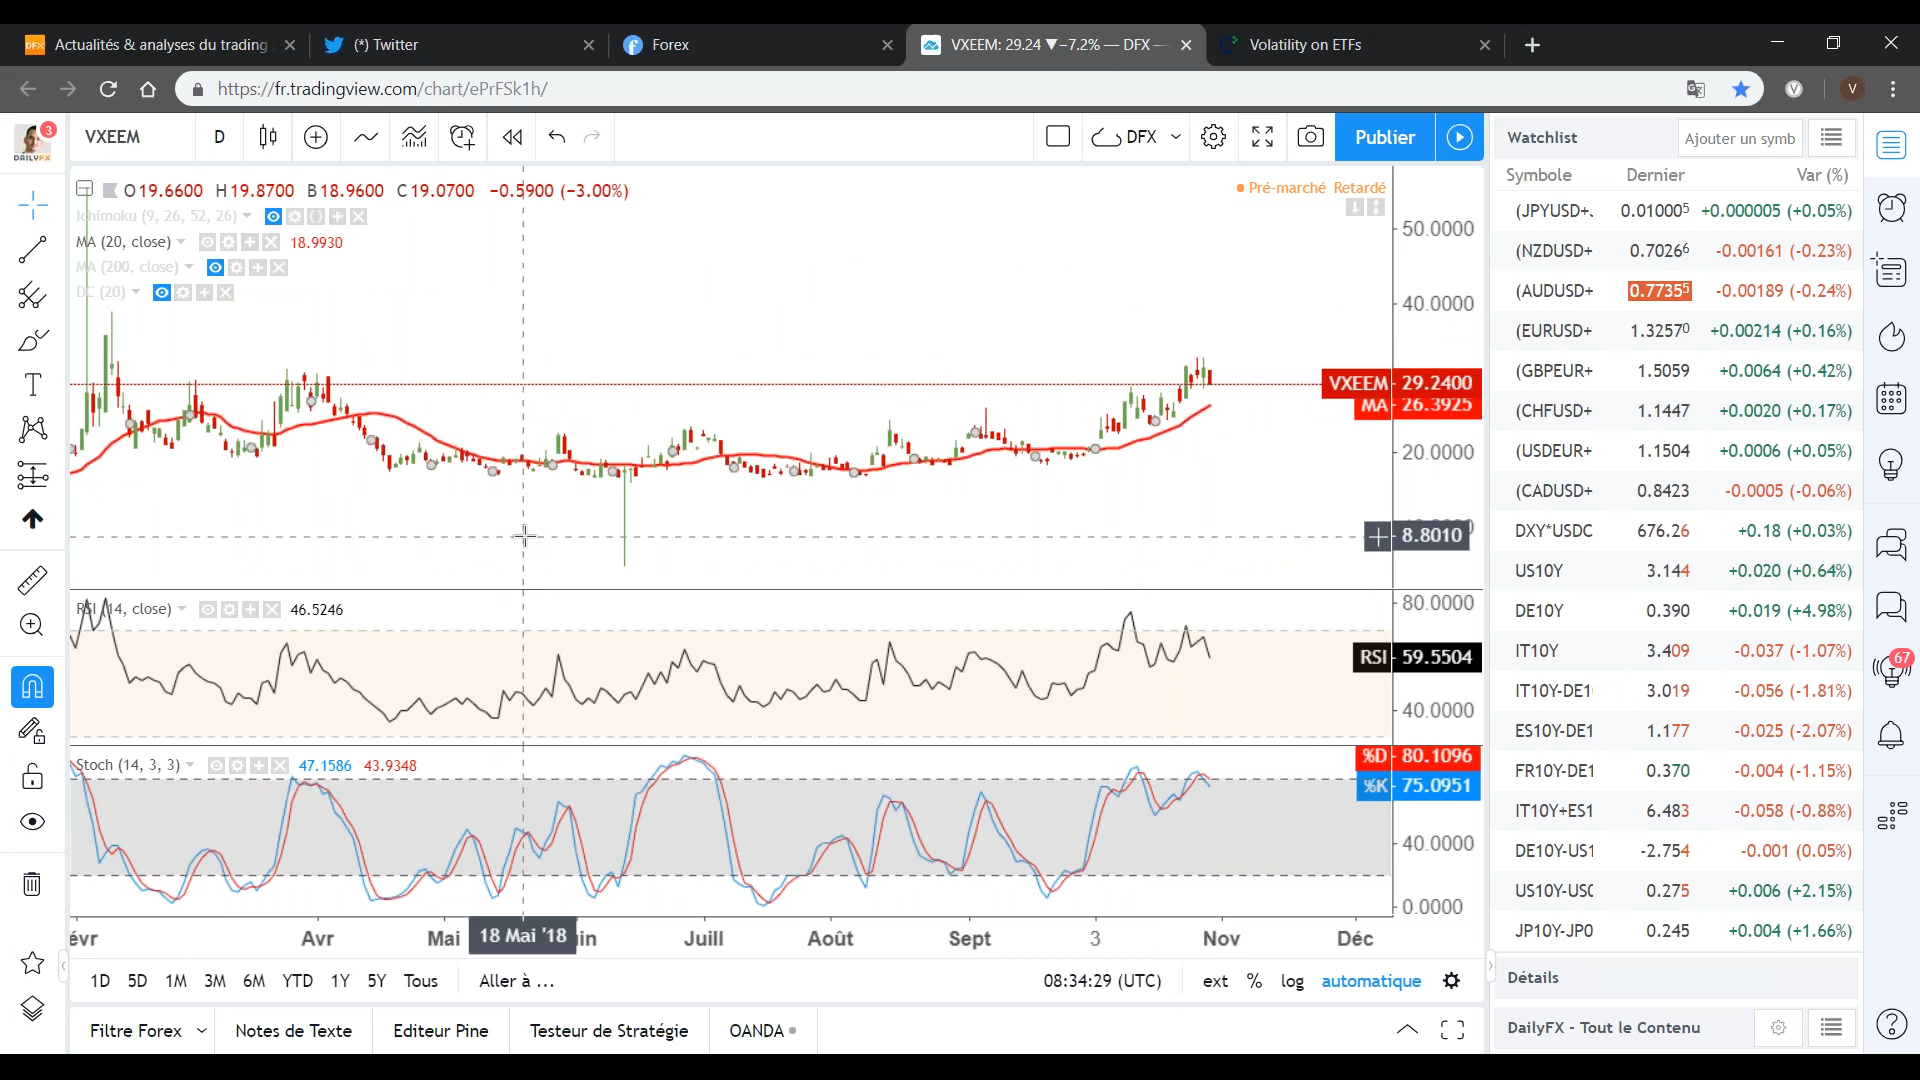 Actualités & analyses du trading
(*) Twitter
Forex
VXEEM: 29.24 ▼−7.2% — DFX —
Volatility on ETFs
https://fr.tradingview.com/chart/ePrFSk1h/
V
3
DAILYFX
VXEEM
D
DFX
Publier
Watchlist
Ajouter un symb
O19.6600 H19.8700 B18.9600 C19.0700 −0.5900 (−3.00%)
Pré-marché Retardé
Ichimoku (9, 26, 52, 26)
MA (20, close) 18.9930
MA (200, close)
DC (20)
50.0000
40.0000
VXEEM 29.2400
MA 26.3925
20.0000
8.8010
RSI (14, close) 46.5246
80.0000
RSI 59.5504
40.0000
Stoch (14, 3, 3) 47.1586 43.9348
%D 80.1096
%K 75.0951
40.0000
0.0000
évr Avr Mai 18 Mai '18 uin Juill Août Sept 3 Nov Déc
1D 5D 1M 3M 6M YTD 1Y 5Y Tous Aller à ... 08:34:29 (UTC) ext % log automatique
Filtre Forex Notes de Texte Editeur Pine Testeur de Stratégie OANDA
Symbole Dernier Var (%)
(JPYUSD+. 0.01000⁵ +0.000005 (+0.05%)
(NZDUSD+ 0.7026⁶ -0.00161 (-0.23%)
(AUDUSD+ 0.7735⁵ -0.00189 (-0.24%)
(EURUSD+ 1.3257⁰ +0.00214 (+0.16%)
(GBPEUR+ 1.5059 +0.0064 (+0.42%)
(CHFUSD+ 1.1447 +0.0020 (+0.17%)
(USDEUR+ 1.1504 +0.0006 (+0.05%)
(CADUSD+ 0.8423 -0.0005 (-0.06%)
DXY*USDC 676.26 +0.18 (+0.03%)
US10Y 3.144 +0.020 (+0.64%)
DE10Y 0.390 +0.019 (+4.98%)
IT10Y 3.409 -0.037 (-1.07%)
IT10Y-DE1 3.019 -0.056 (-1.81%)
ES10Y-DE1 1.177 -0.025 (-2.07%)
FR10Y-DE1 0.370 -0.004 (-1.15%)
IT10Y+ES1 6.483 -0.058 (-0.88%)
DE10Y-US1 -2.754 -0.001 (0.05%)
US10Y-USC 0.275 +0.006 (+2.15%)
JP10Y-JP0 0.245 +0.004 (+1.66%)
Détails
DailyFX - Tout le Contenu
67